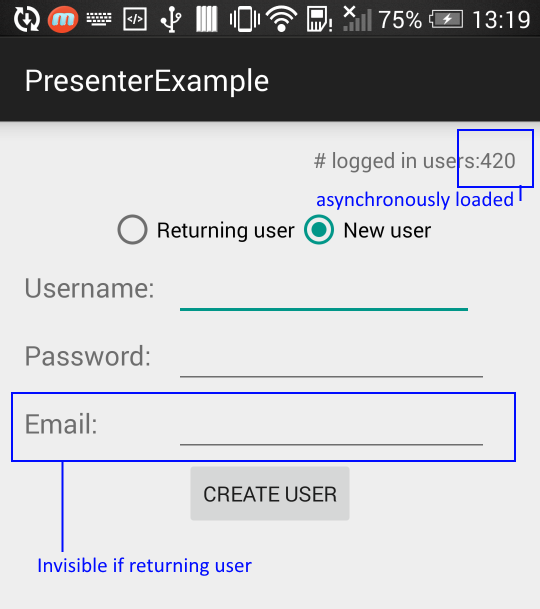 75% 13:19
PresenterExample
# logged in users:420
asynchronously loaded
Returning user New user
Username:
Password:
Email:
CREATE USER
Invisible if returning user